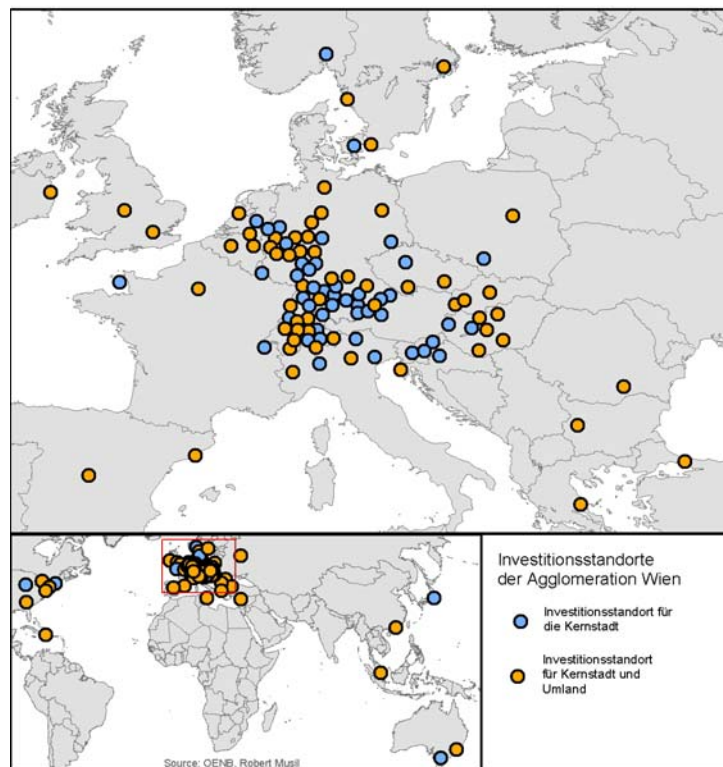 Investitionsstandorte
der Agglomeration Wien
Investitionsstandort für
die Kernstadt
Investitionsstandort
für Kernstadt und
Umland
Source: OENB, Robert Musil